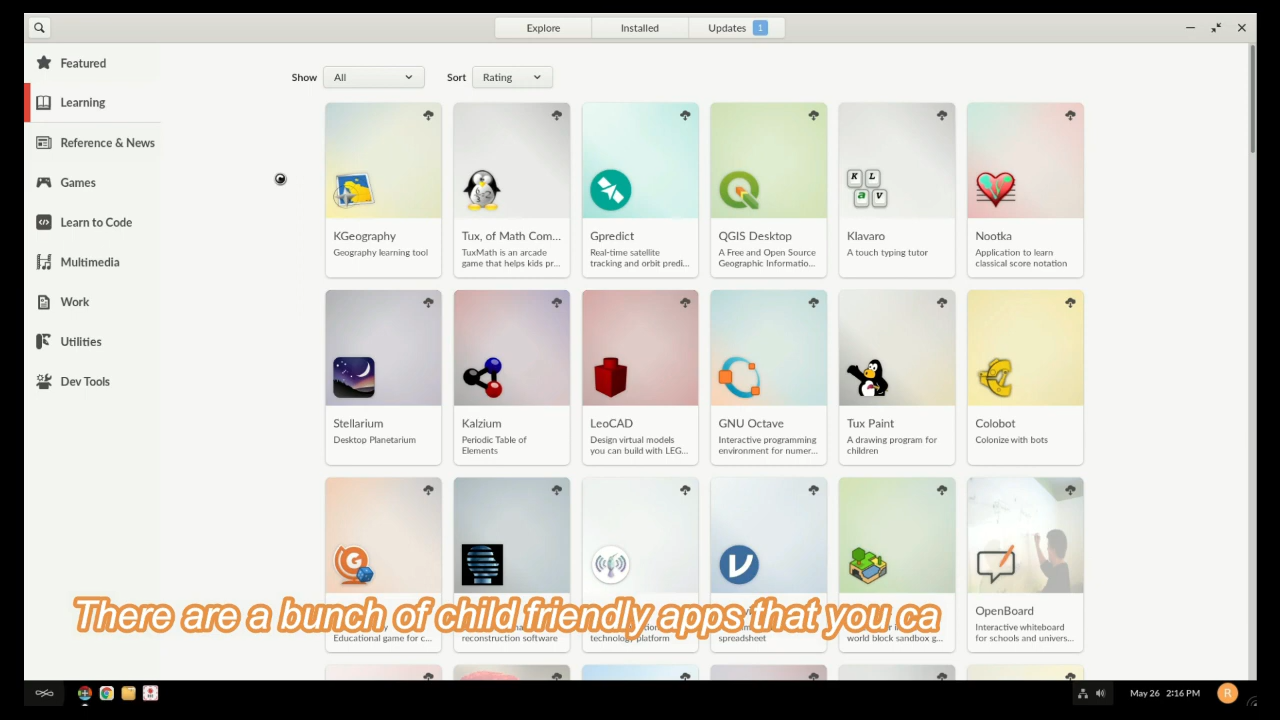 Explore Installed Updates 1
Featured
Learning
Reference & News
Games
Learn to Code
Multimedia
Work
Utilities
Dev Tools
Show All Sort Rating
KGeography
Geography learning tool
Tux, of Math Com...
TuxMath is an arcade
game that helps kids pr...
Gpredict
Real-time satellite
tracking and orbit predi...
QGIS Desktop
A Free and Open Source
Geographic Informatio...
K L a V
Klavaro
A touch typing tutor
Nootka
Application to learn
classical score notation
Stellarium
Desktop Planetarium
Kalzium
Periodic Table of
Elements
LeoCAD
Design virtual models
you can build with LEG...
GNU Octave
Interactive programming
environment for numer...
Tux Paint
A drawing program for
children
Colobot
Colonize with bots
G
Educational game for c...
reconstruction software
technology platform
spreadsheet
world block sandbox g...
OpenBoard
Interactive whiteboard
for schools and univers...
There are a bunch of child friendly apps that you ca
May 26 2:16 PM R